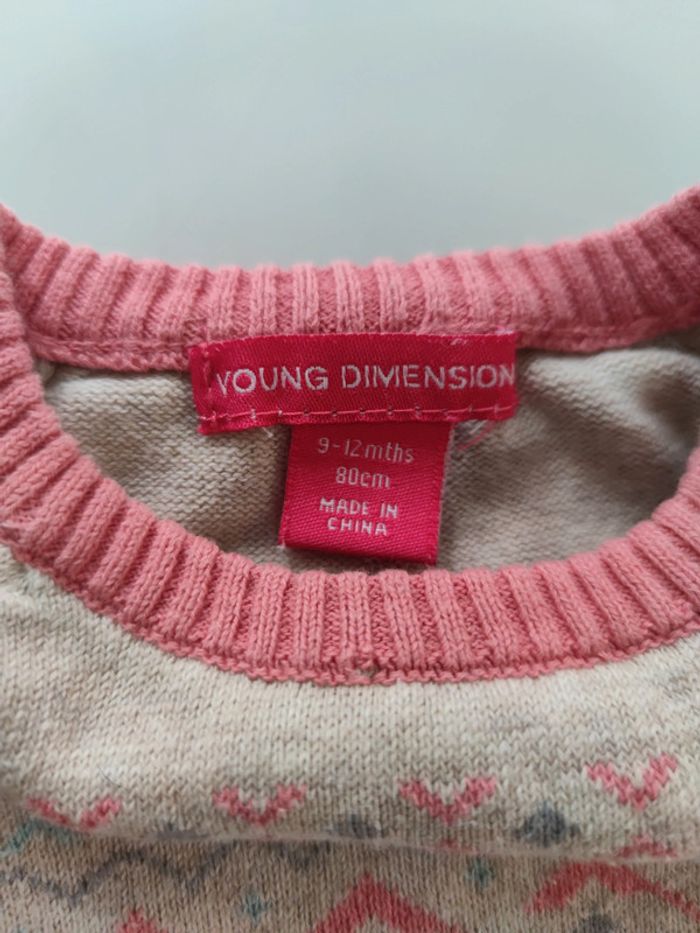 YOUNG DIMENSION
9-12mths
80cm
MADE IN
CHINA